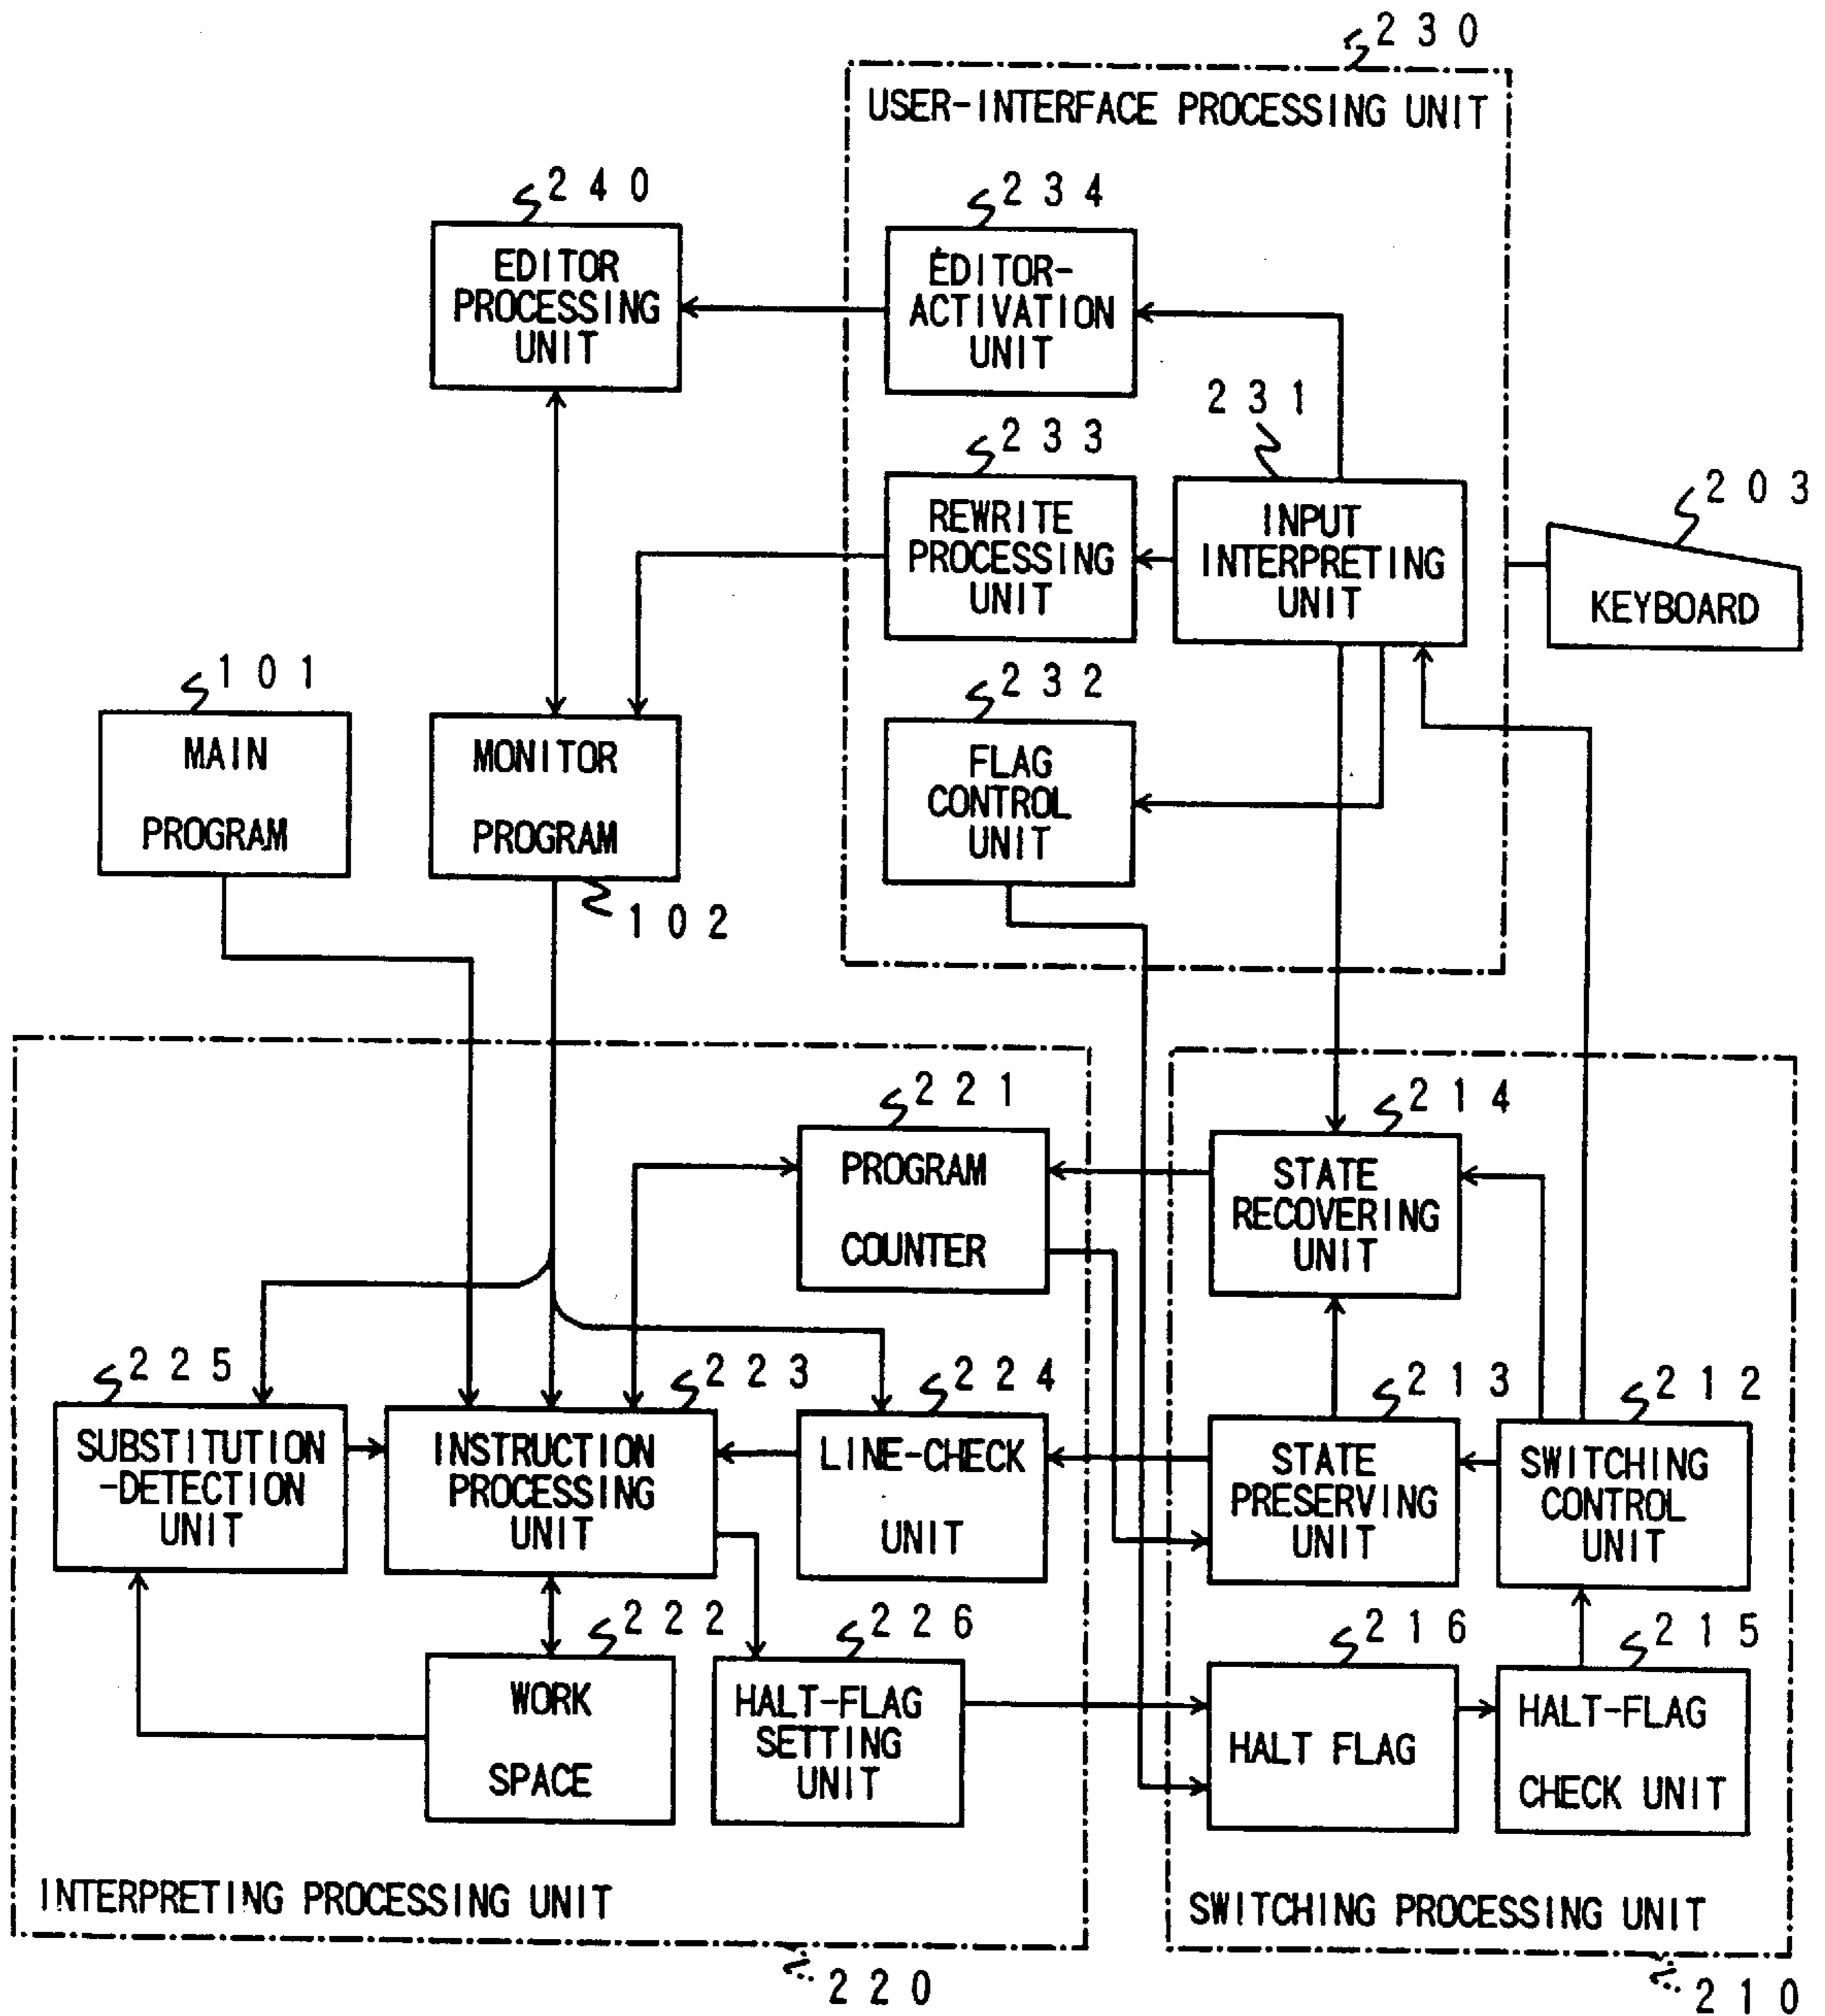 230
USER-INTERFACE PROCESSING UNIT
240
EDITOR
PROCESSING
UNIT
234
EDITOR-
ACTIVATION
UNIT
231
INPUT
INTERPRETING
UNIT
233
REWRITE
PROCESSING
UNIT
203
KEYBOARD
101
MAIN
PROGRAM
MONITOR
PROGRAM
102
232
FLAG
CONTROL
UNIT
221
PROGRAM
COUNTER
214
STATE
RECOVERING
UNIT
225
SUBSTITUTION
-DETECTION
UNIT
223
INSTRUCTION
PROCESSING
UNIT
224
LINE-CHECK
UNIT
213
STATE
PRESERVING
UNIT
212
SWITCHING
CONTROL
UNIT
222
WORK
SPACE
226
HALT-FLAG
SETTING
UNIT
216
HALT FLAG
215
HALT-FLAG
CHECK UNIT
INTERPRETING PROCESSING UNIT
220
SWITCHING PROCESSING UNIT
210